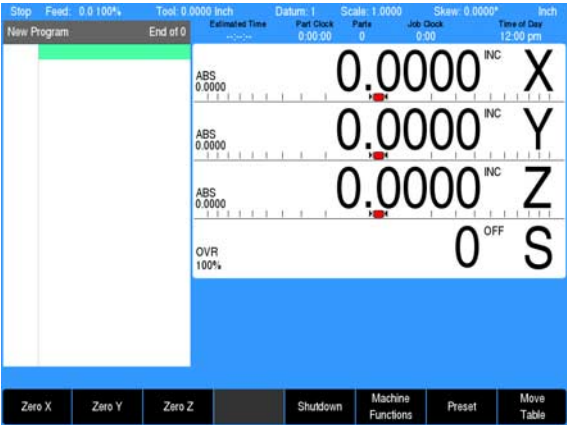 Stop Feed: 0.0 100% Tool: 0.0000 Inch Datum: 1 Scale: 1.0000 Skew: 0.0000° Inch
New Program End of 0
Estimated Time Part Clock Parts Job Clock Time of Day
--:--:-- 0:00:00 0 0:00 12:00 pm
ABS
0.0000
0.0000 INC X
ABS
0.0000
0.0000 INC Y
ABS
0.0000
0.0000 INC Z
OVR
100%
0 OFF S
Zero X Zero Y Zero Z Shutdown Machine Functions Preset Move Table